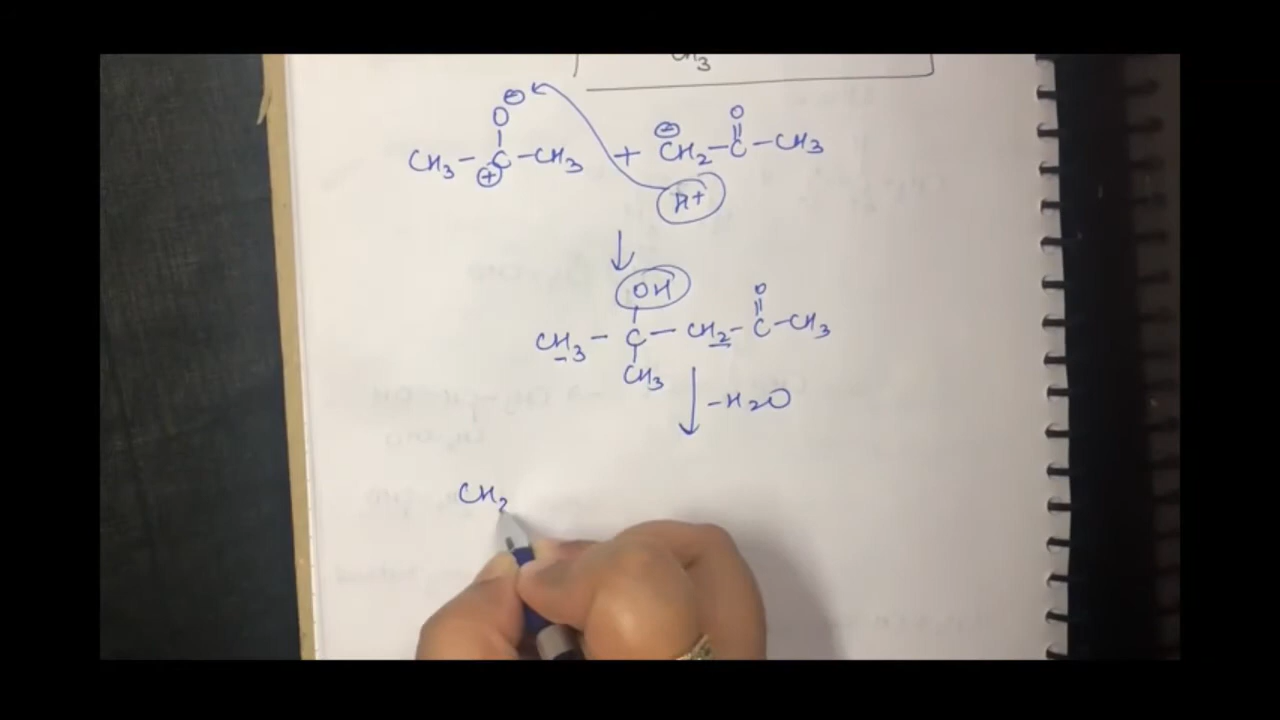 CH3
O⊖
CH3-C⊕-CH3 + ⊖CH2-C(=O)-CH3
H+
↓
OH
CH3-C-CH2-C(=O)-CH3
CH3
↓ -H2O
CH2